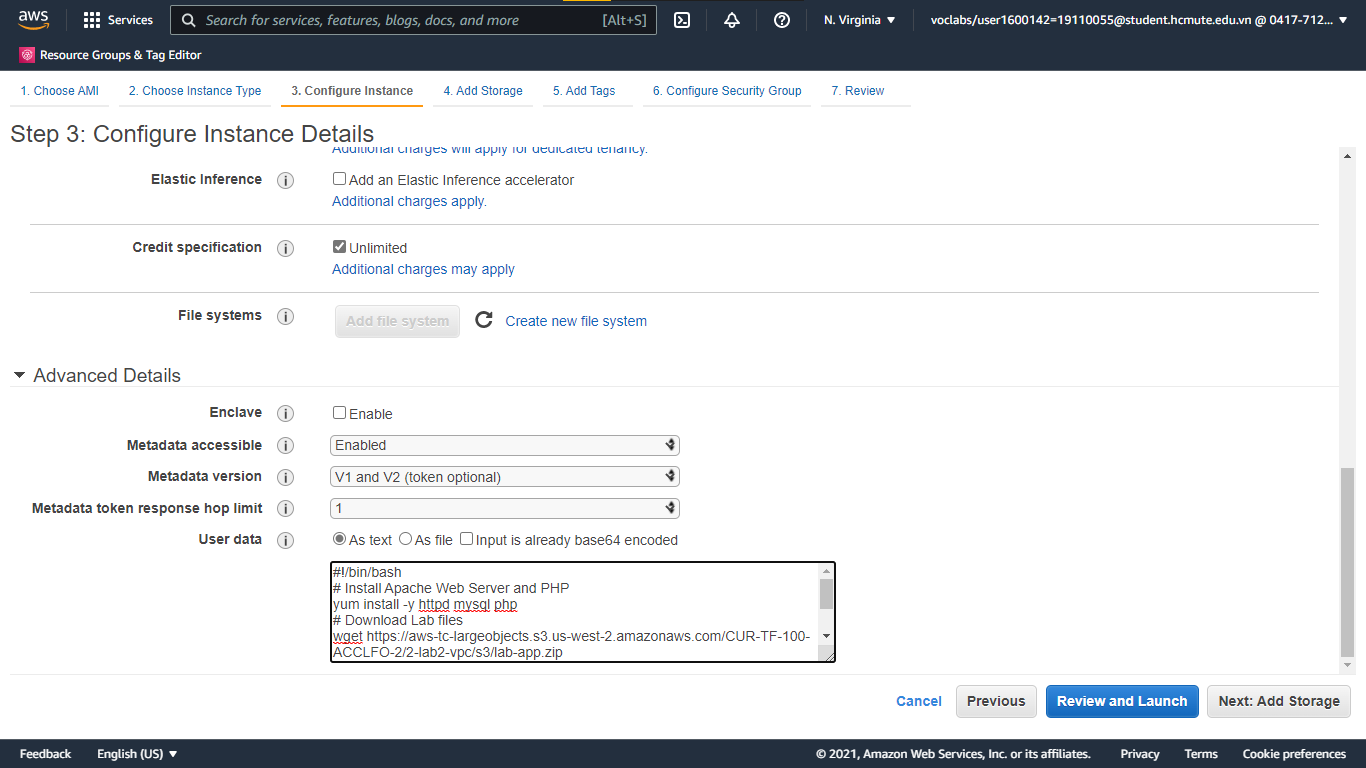 aws
Services
Search for services, features, blogs, docs, and more [Alt+S]
N. Virginia
voclabs/user1600142=19110055@student.hcmute.edu.vn @ 0417-712...
Resource Groups & Tag Editor
1. Choose AMI
2. Choose Instance Type
3. Configure Instance
4. Add Storage
5. Add Tags
6. Configure Security Group
7. Review
Step 3: Configure Instance Details
Additional charges will apply for dedicated tenancy.
Elastic Inference
Add an Elastic Inference accelerator
Additional charges apply.
Credit specification
Unlimited
Additional charges may apply
File systems
Add file system
Create new file system
Advanced Details
Enclave
Enable
Metadata accessible
Enabled
Metadata version
V1 and V2 (token optional)
Metadata token response hop limit
1
User data
As text
As file
Input is already base64 encoded
#!/bin/bash
# Install Apache Web Server and PHP
yum install -y httpd mysql php
# Download Lab files
wget https://aws-tc-largeobjects.s3.us-west-2.amazonaws.com/CUR-TF-100-
ACCLFO-2/2-lab2-vpc/s3/lab-app.zip
Cancel
Previous
Review and Launch
Next: Add Storage
Feedback
English (US)
© 2021, Amazon Web Services, Inc. or its affiliates.
Privacy
Terms
Cookie preferences